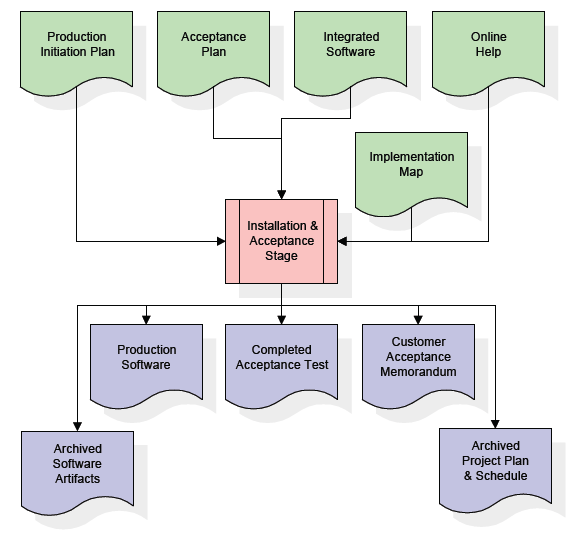 Production
Initiation Plan
Acceptance
Plan
Integrated
Software
Online
Help
Implementation
Map
Installation &
Acceptance
Stage
Production
Software
Completed
Acceptance Test
Customer
Acceptance
Memorandum
Archived
Software
Artifacts
Archived
Project Plan
& Schedule